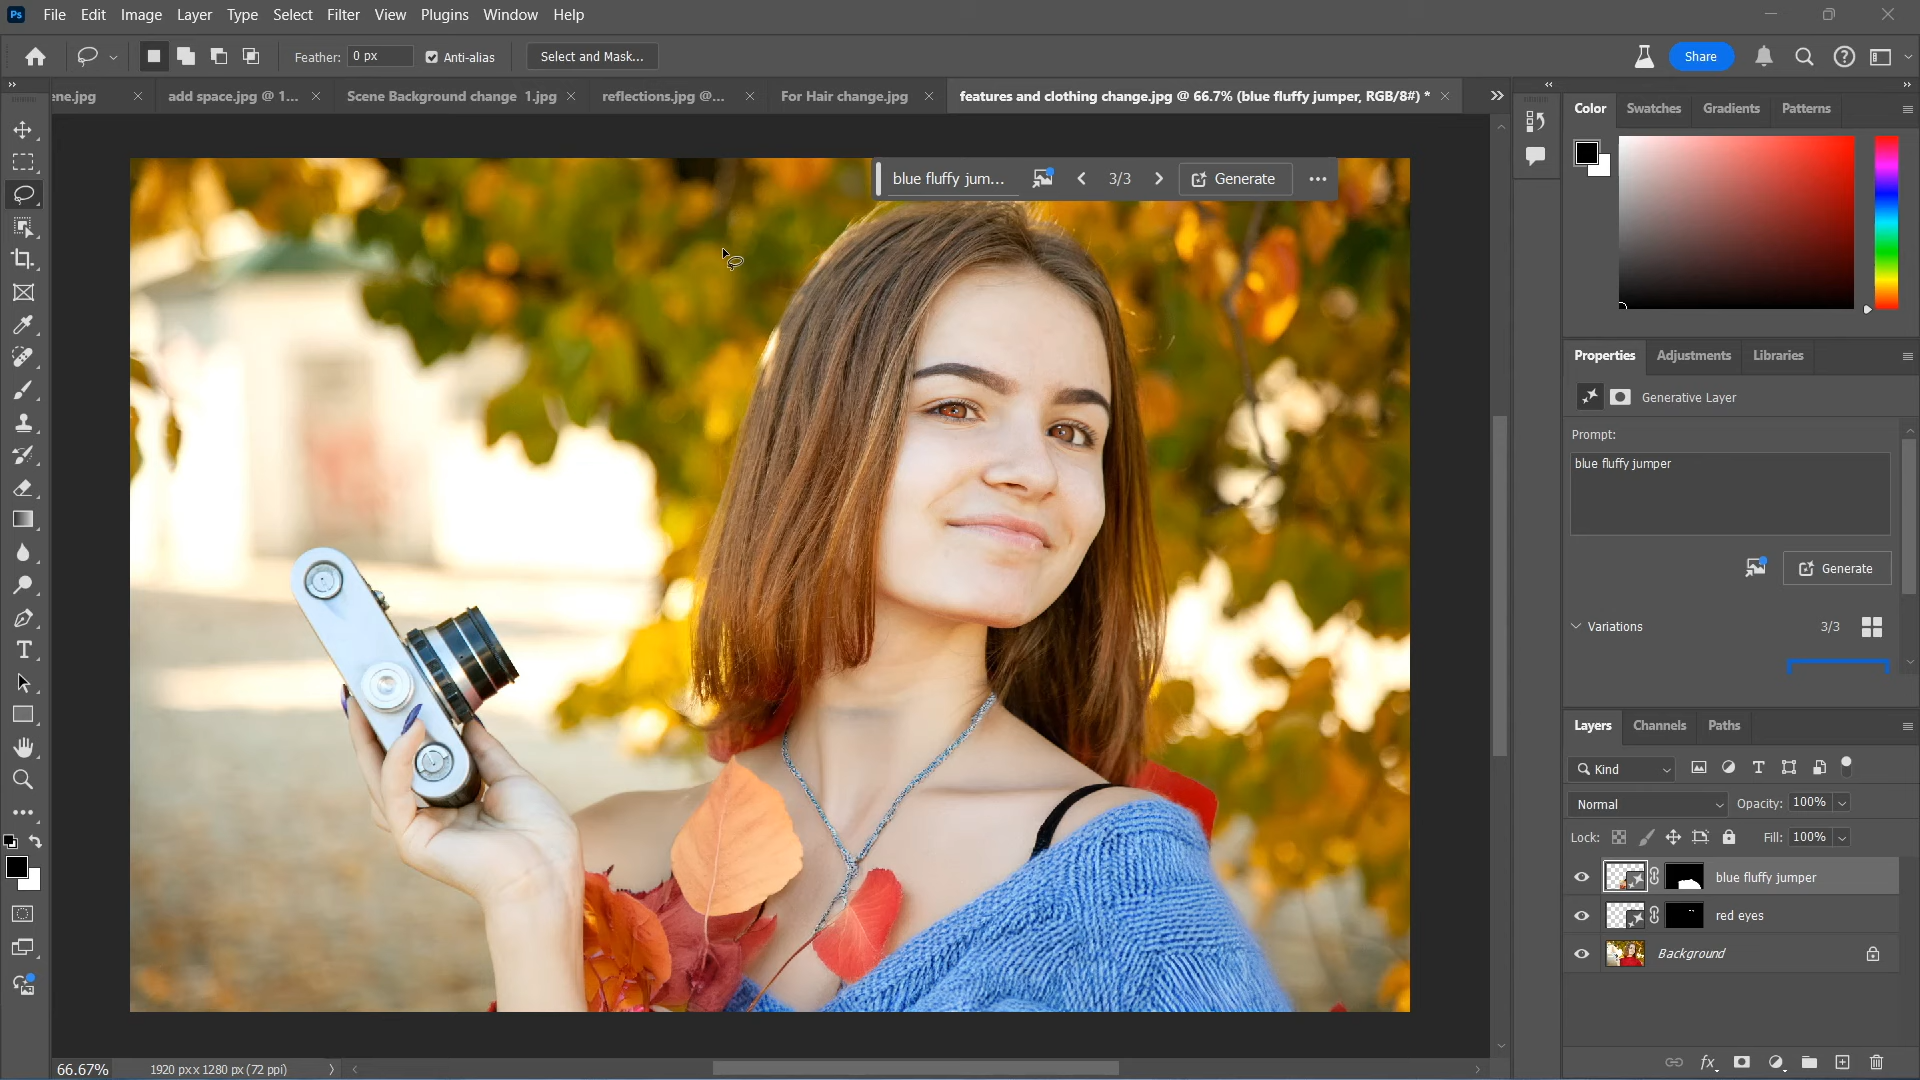 Ps File Edit Image Layer Type Select Filter View Plugins Window Help
Feather: 0 px Anti-alias Select and Mask... Share
ene.jpg add space.jpg @ 1... Scene Background change 1.jpg reflections.jpg @... For Hair change.jpg features and clothing change.jpg @ 66.7% (blue fluffy jumper, RGB/8#) *
Color Swatches Gradients Patterns
blue fluffy jum... 3/3 Generate
Properties Adjustments Libraries
Generative Layer
Prompt:
blue fluffy jumper
Generate
Variations 3/3
Layers Channels Paths
Kind
Normal Opacity: 100%
Lock: Fill: 100%
blue fluffy jumper
red eyes
Background
66.67% 1920 px x 1280 px (72 ppi)
fx